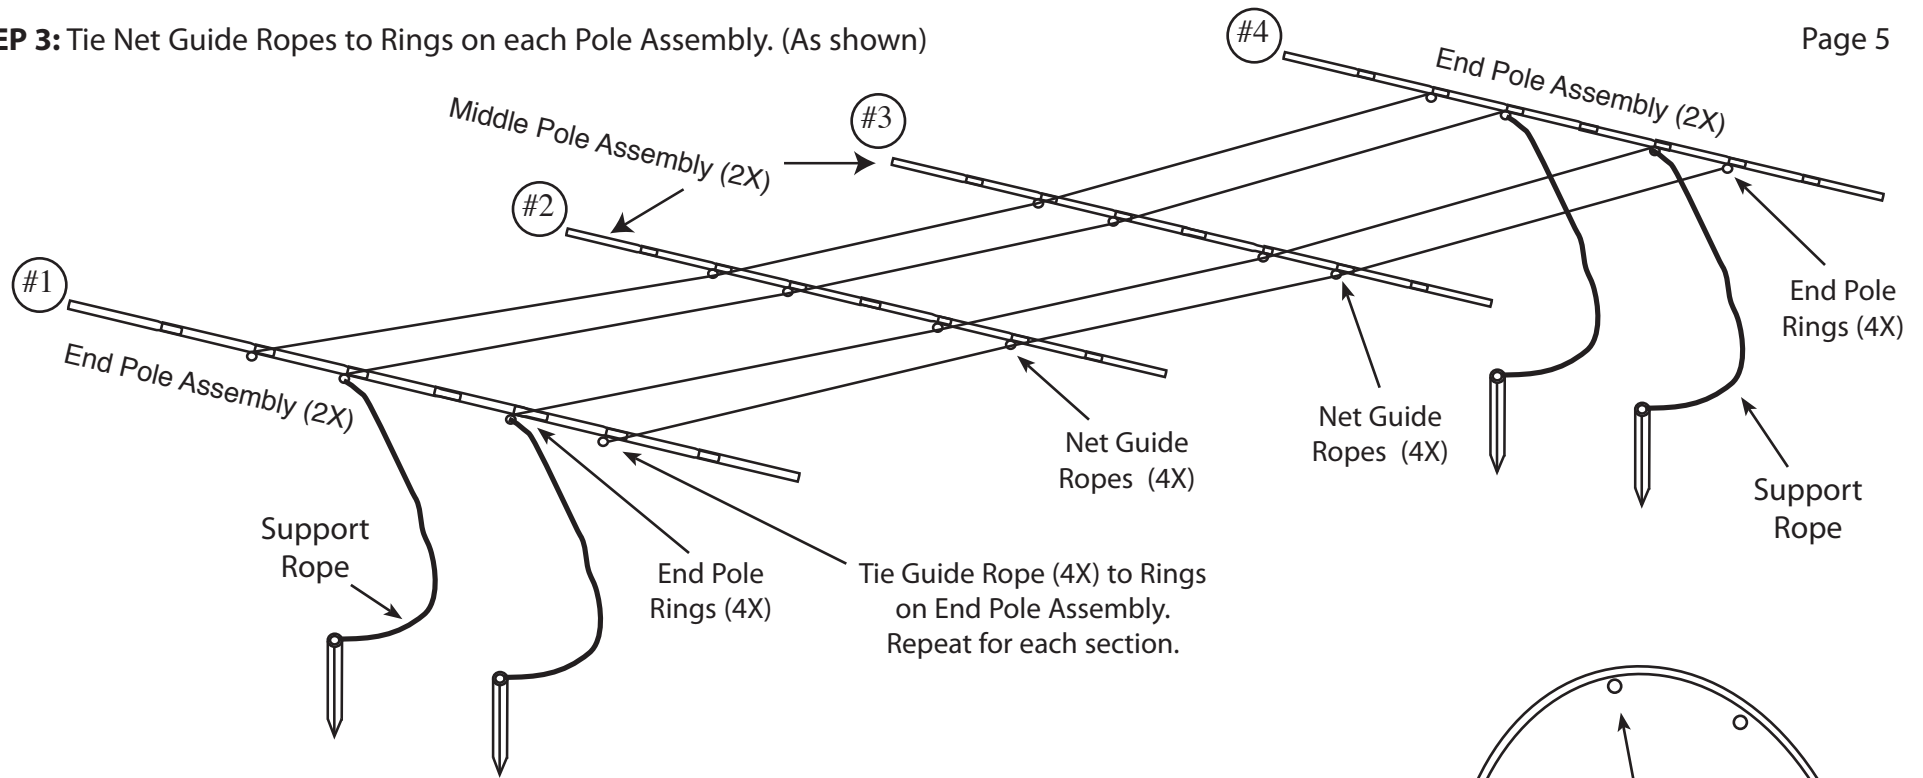 EP 3: Tie Net Guide Ropes to Rings on each Pole Assembly. (As shown)
Page 5
#4
End Pole Assembly (2X)
#3
Middle Pole Assembly (2X)
#2
#1
End Pole Assembly (2X)
End Pole
Rings (4X)
Net Guide
Ropes (4X)
Net Guide
Ropes (4X)
Support
Rope
Support
Rope
End Pole
Rings (4X)
Tie Guide Rope (4X) to Rings
on End Pole Assembly.
Repeat for each section.